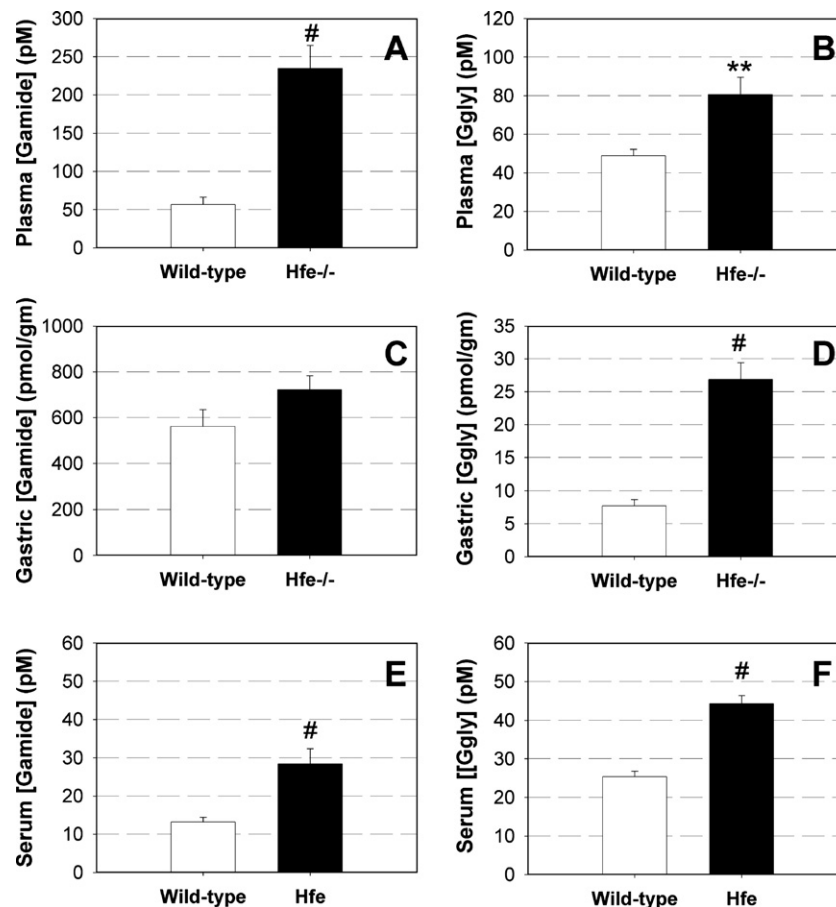 A
#
Plasma [Gamide] (pM)
300
250
200
150
100
50
0
Wild-type Hfe-/-
B
**
Plasma [Ggly] (pM)
120
100
80
60
40
20
0
Wild-type Hfe-/-
C
Gastric [Gamide] (pmol/gm)
1000
800
600
400
200
0
Wild-type Hfe-/-
D
#
Gastric [Ggly] (pmol/gm)
35
30
25
20
15
10
5
0
Wild-type Hfe-/-
E
#
Serum [Gamide] (pM)
60
50
40
30
20
10
0
Wild-type Hfe
F
#
Serum [[Ggly] (pM)
60
50
40
30
20
10
0
Wild-type Hfe